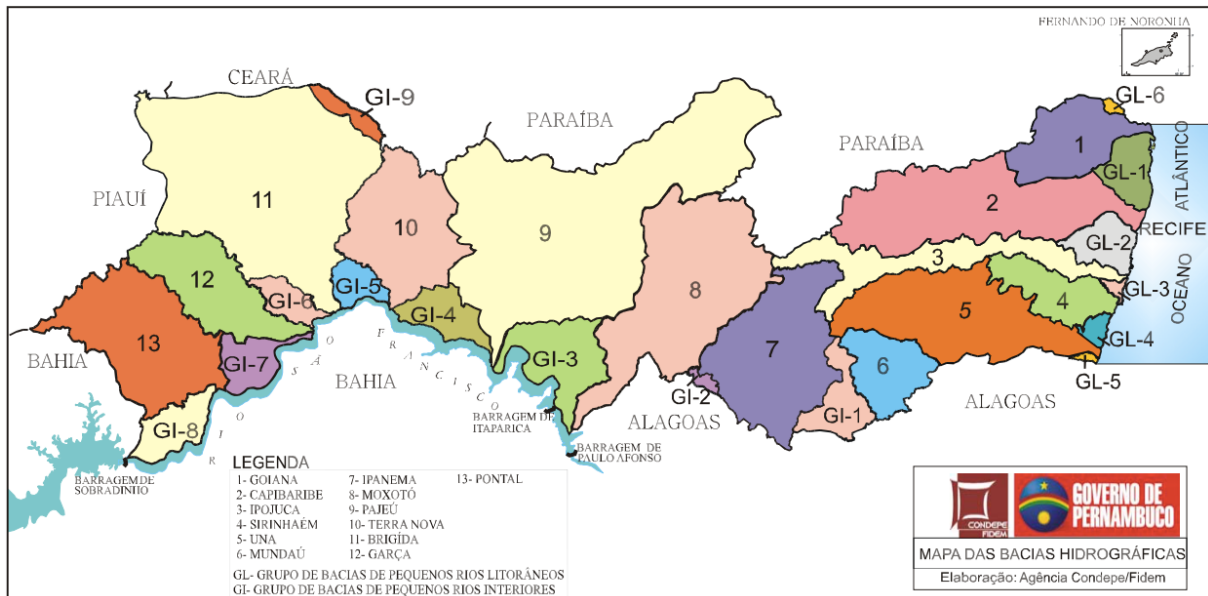 FERNANDO DE NORONHA
CEARÁ
GI-9
GL-6
PARAÍBA
PARAÍBA
1
GL-1
ATLÂNTICO
PIAUÍ
11
10
9
2
RECIFE
GL-2
12
3
GI-6
GI-5
8
GL-3
OCEANO
GI-4
4
5
13
GL-4
BAHIA
GI-7
GI-3
7
6
GL-5
BAHIA
GI-2
ALAGOAS
ALAGOAS
GI-1
GI-8
RIO SÃO FRANCISCO
BARRAGEM DE
ITAPARICA
BARRAGEM DE
PAULO AFONSO
BARRAGEM DE
SOBRADINTIO
LEGENDA
1- GOIANA
2- CAPIBARIBE
3- IPOJUCA
4- SIRINHAÉM
5- UNA
6- MUNDAÚ
7- IPANEMA
8- MOXOTÓ
9- PAJEÚ
10- TERRA NOVA
11- BRIGÍDA
12- GARÇA
13- PONTAL
GL- GRUPO DE BACIAS DE PEQUENOS RIOS LITORÂNEOS
GI- GRUPO DE BACIAS DE PEQUENOS RIOS INTERIORES
CONDEPE
FIDEM
GOVERNO DE
PERNAMBUCO
MAPA DAS BACIAS HIDROGRÁFICAS
Elaboração: Agência Condepe/Fidem